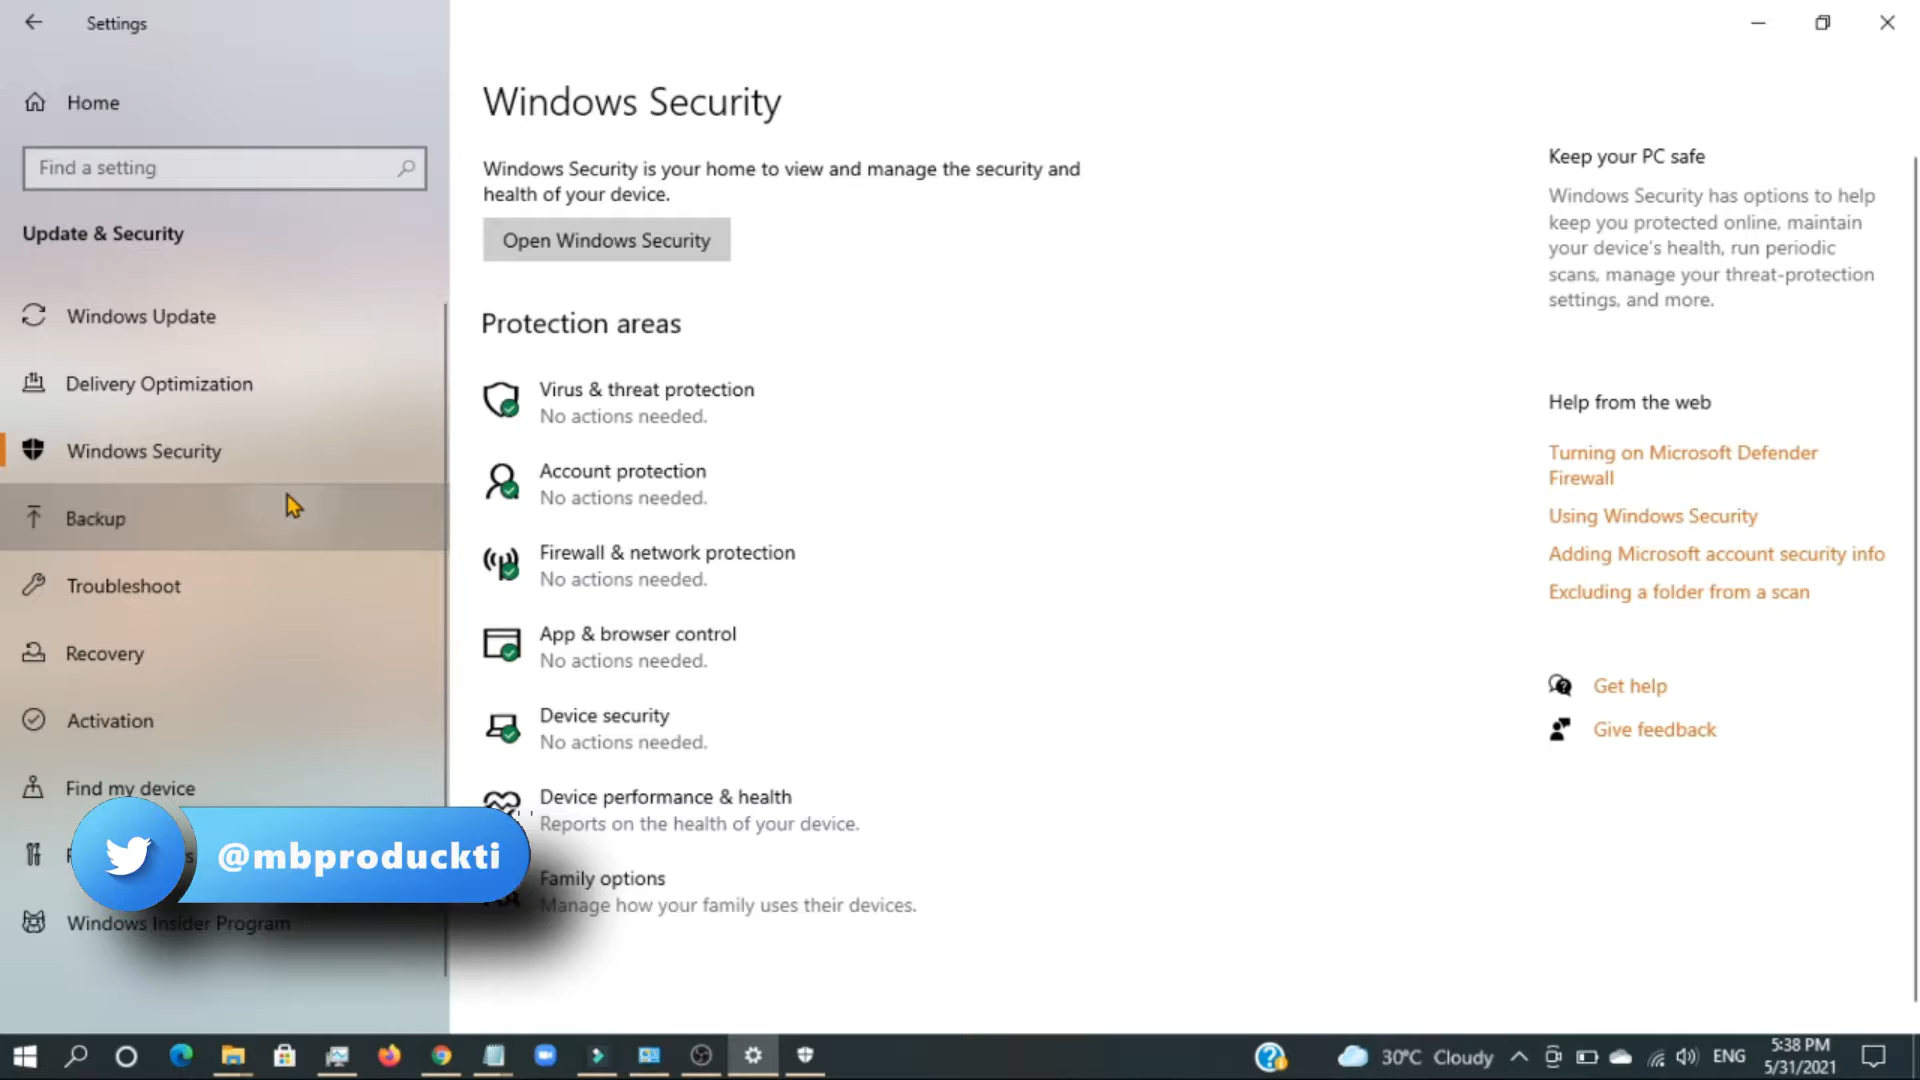 Settings
Home
Find a setting
Update & Security
Windows Update
Delivery Optimization
Windows Security
Backup
Troubleshoot
Recovery
Activation
Find my device
@mbproduckti
Windows Insider Program
Windows Security
Windows Security is your home to view and manage the security and
health of your device.
Open Windows Security
Protection areas
Virus & threat protection
No actions needed.
Account protection
No actions needed.
Firewall & network protection
No actions needed.
App & browser control
No actions needed.
Device security
No actions needed.
Device performance & health
Reports on the health of your device.
Family options
Manage how your family uses their devices.
Keep your PC safe
Windows Security has options to help
keep you protected online, maintain
your device's health, run periodic
scans, manage your threat-protection
settings, and more.
Help from the web
Turning on Microsoft Defender
Firewall
Using Windows Security
Adding Microsoft account security info
Excluding a folder from a scan
Get help
Give feedback
30°C Cloudy
ENG
5:38 PM
5/31/2021